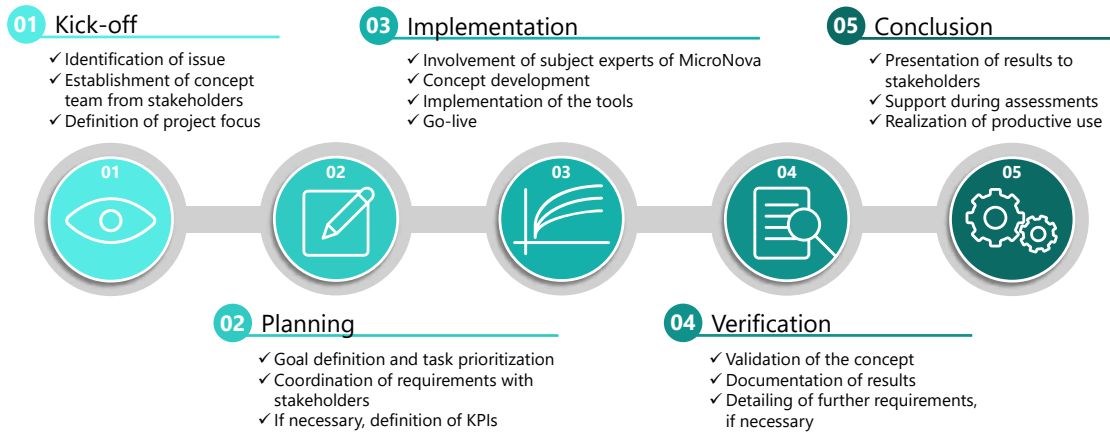 01 Kick-off
✓ Identification of issue
✓ Establishment of concept
team from stakeholders
✓ Definition of project focus
03 Implementation
✓ Involvement of subject experts of MicroNova
✓ Concept development
✓ Implementation of the tools
✓ Go-live
05 Conclusion
✓ Presentation of results to
stakeholders
✓ Support during assessments
✓ Realization of productive use
01
02
03
04
05
02 Planning
✓ Goal definition and task prioritization
✓ Coordination of requirements with
stakeholders
✓ If necessary, definition of KPIs
04 Verification
✓ Validation of the concept
✓ Documentation of results
✓ Detailing of further requirements,
if necessary